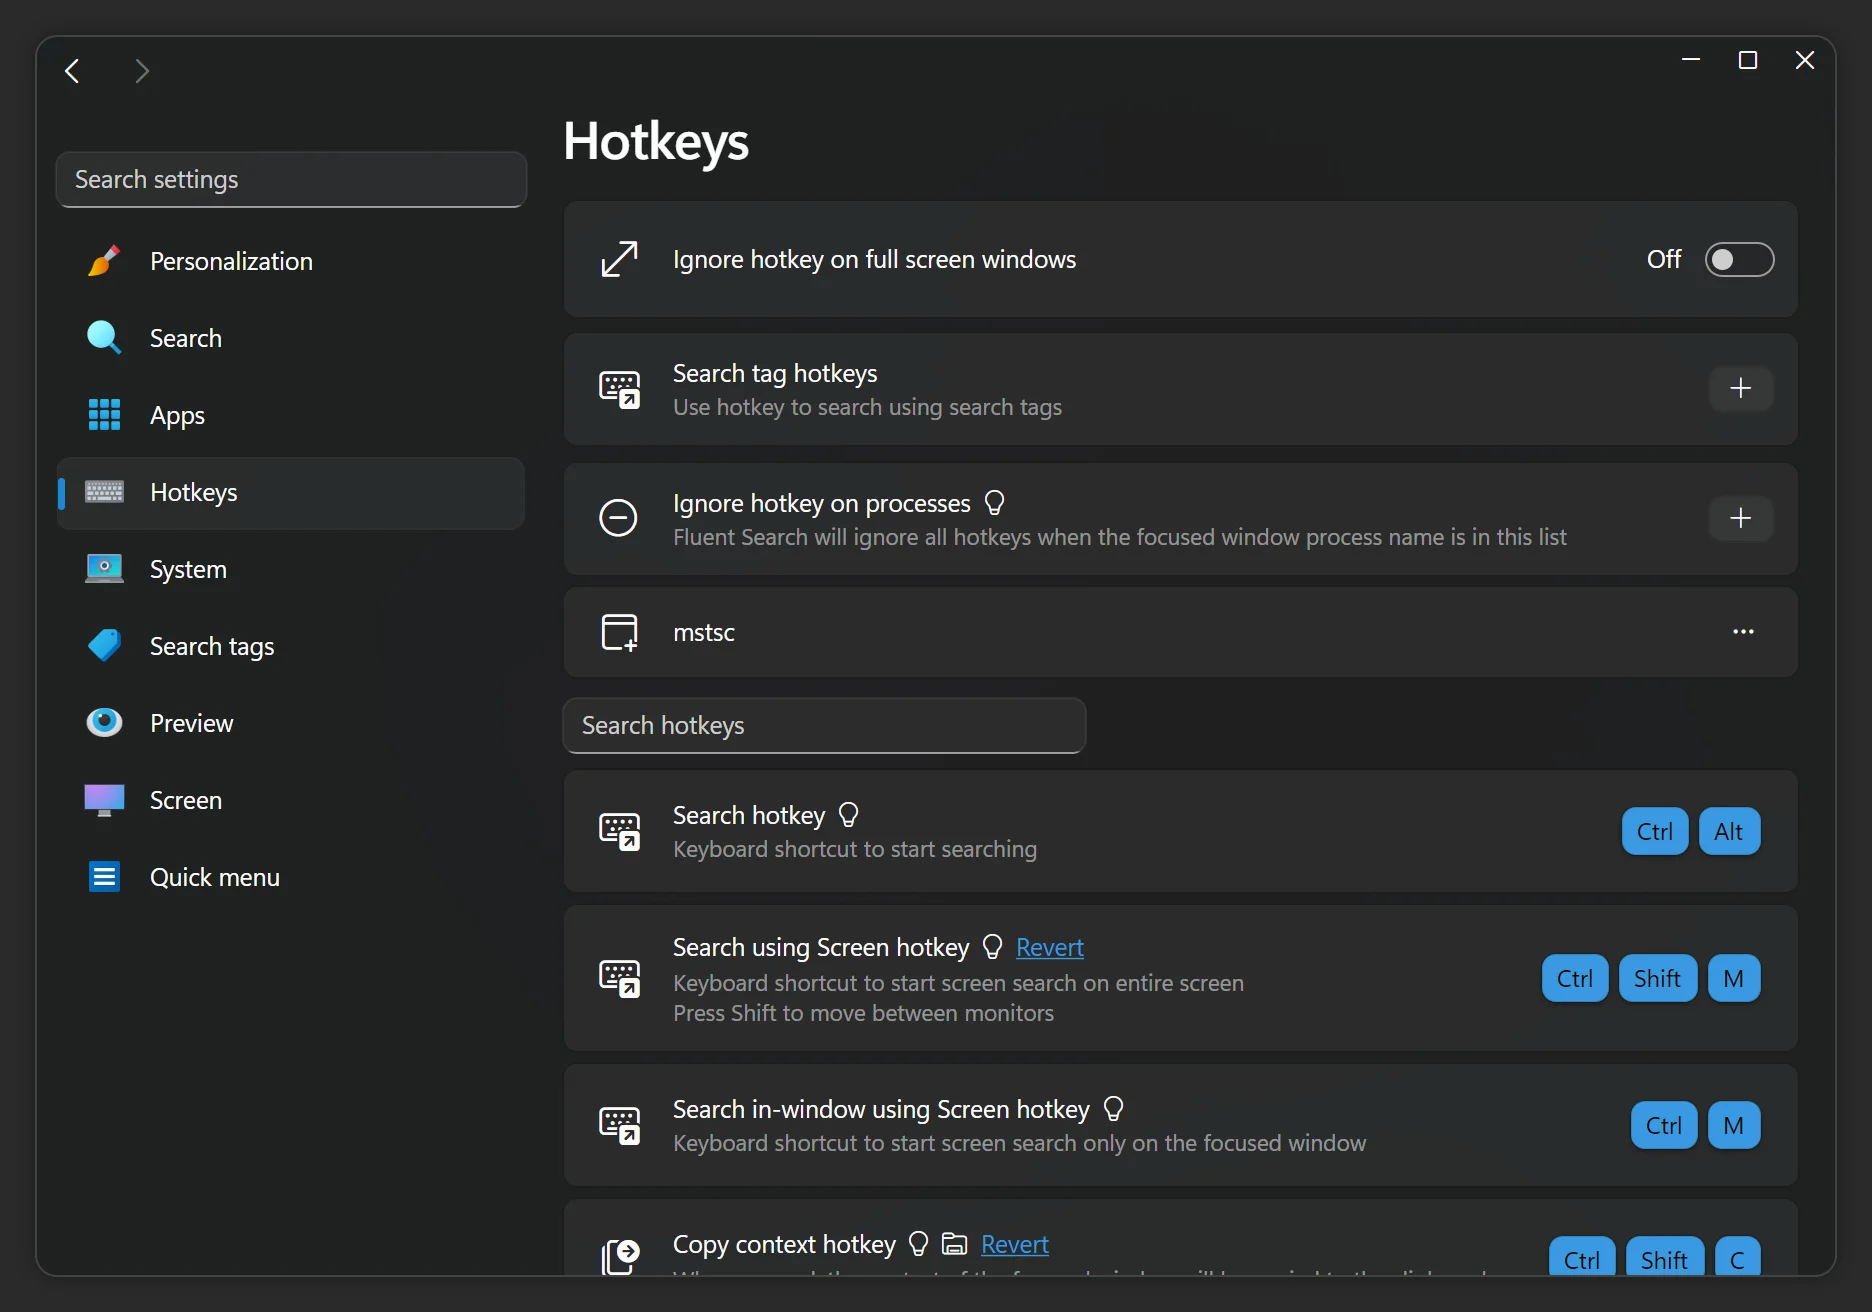 Hotkeys
Search settings
Personalization
Search
Apps
Hotkeys
System
Search tags
Preview
Screen
Quick menu
Ignore hotkey on full screen windows
Off
Search tag hotkeys
Use hotkey to search using search tags
Ignore hotkey on processes
Fluent Search will ignore all hotkeys when the focused window process name is in this list
mstsc
Search hotkeys
Search hotkey
Keyboard shortcut to start searching
Ctrl Alt
Search using Screen hotkey Revert
Keyboard shortcut to start screen search on entire screen
Press Shift to move between monitors
Ctrl Shift M
Search in-window using Screen hotkey
Keyboard shortcut to start screen search only on the focused window
Ctrl M
Copy context hotkey Revert
Ctrl Shift C